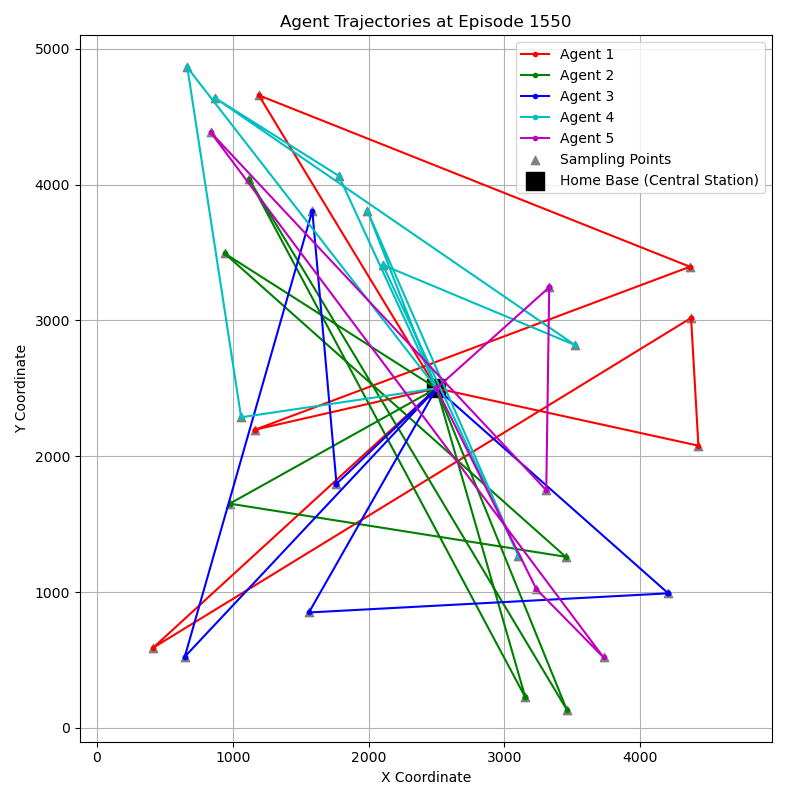 Agent Trajectories at Episode 1550
Agent 1
Agent 2
Agent 3
Agent 4
Agent 5
Sampling Points
Home Base (Central Station)
Y Coordinate
5000
4000
3000
2000
1000
0
0 1000 2000 3000 4000
X Coordinate